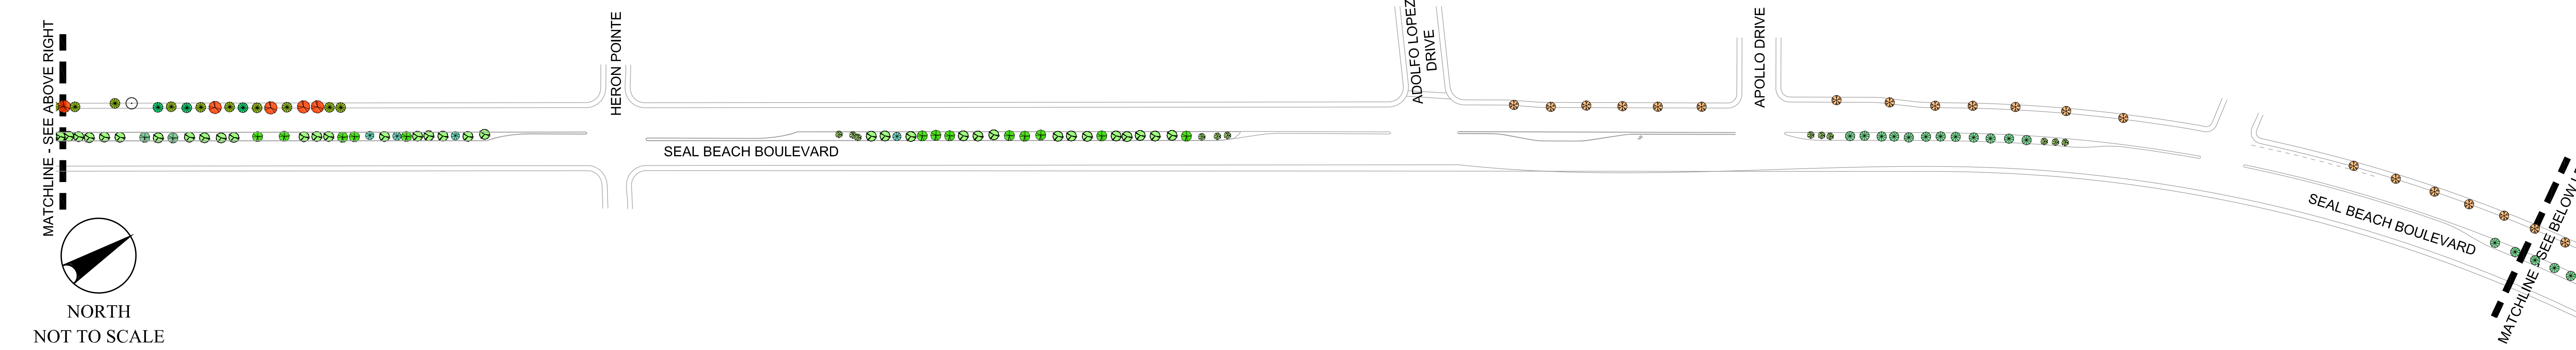 MATCHLINE - SEE ABOVE RIGHT
HERON POINTE
SEAL BEACH BOULEVARD
ADOLFO LOPEZ
DRIVE
APOLLO DRIVE
SEAL BEACH BOULEVARD
MATCHLINE - SEE BELOW
NORTH
NOT TO SCALE